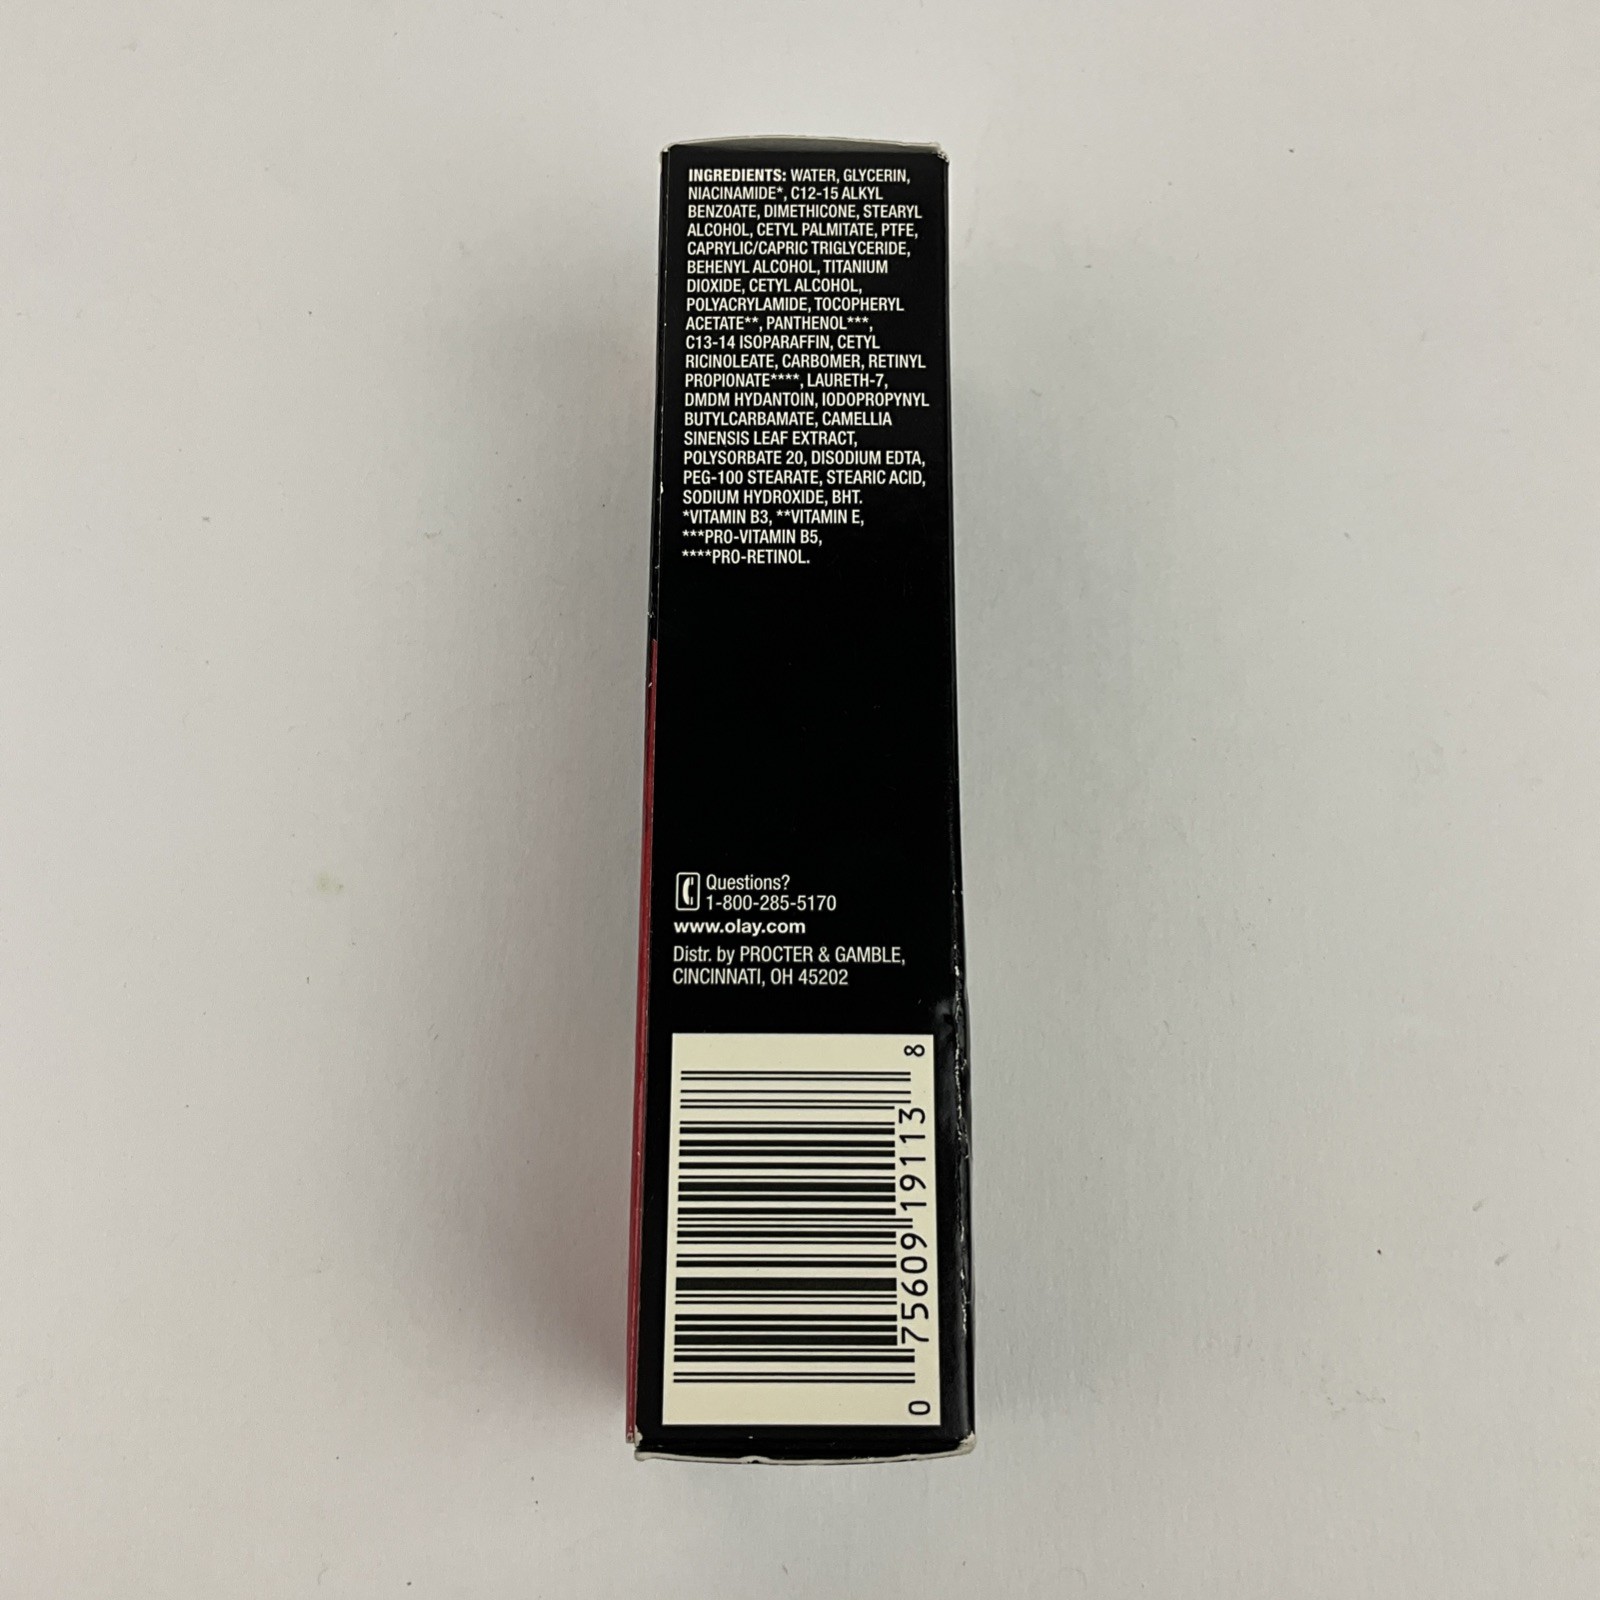 INGREDIENTS: WATER, GLYCERIN,
NIACINAMIDE*, C12-15 ALKYL
BENZOATE, DIMETHICONE, STEARYL
ALCOHOL, CETYL PALMITATE, PTFE,
CAPRYLIC/CAPRIC TRIGLYCERIDE,
BEHENYL ALCOHOL, TITANIUM
DIOXIDE, CETYL ALCOHOL,
POLYACRYLAMIDE, TOCOPHERYL
ACETATE**, PANTHENOL***,
C13-14 ISOPARAFFIN, CETYL
RICINOLEATE, CARBOMER, RETINYL
PROPIONATE****, LAURETH-7,
DMDM HYDANTOIN, IODOPROPYNYL
BUTYLCARBAMATE, CAMELLIA
SINENSIS LEAF EXTRACT,
POLYSORBATE 20, DISODIUM EDTA,
PEG-100 STEARATE, STEARIC ACID,
SODIUM HYDROXIDE, BHT.
*VITAMIN B3, **VITAMIN E,
***PRO-VITAMIN B5,
****PRO-RETINOL.
Questions?
1-800-285-5170
www.olay.com
Distr. by PROCTER & GAMBLE,
CINCINNATI, OH 45202
0 75609 19113 8